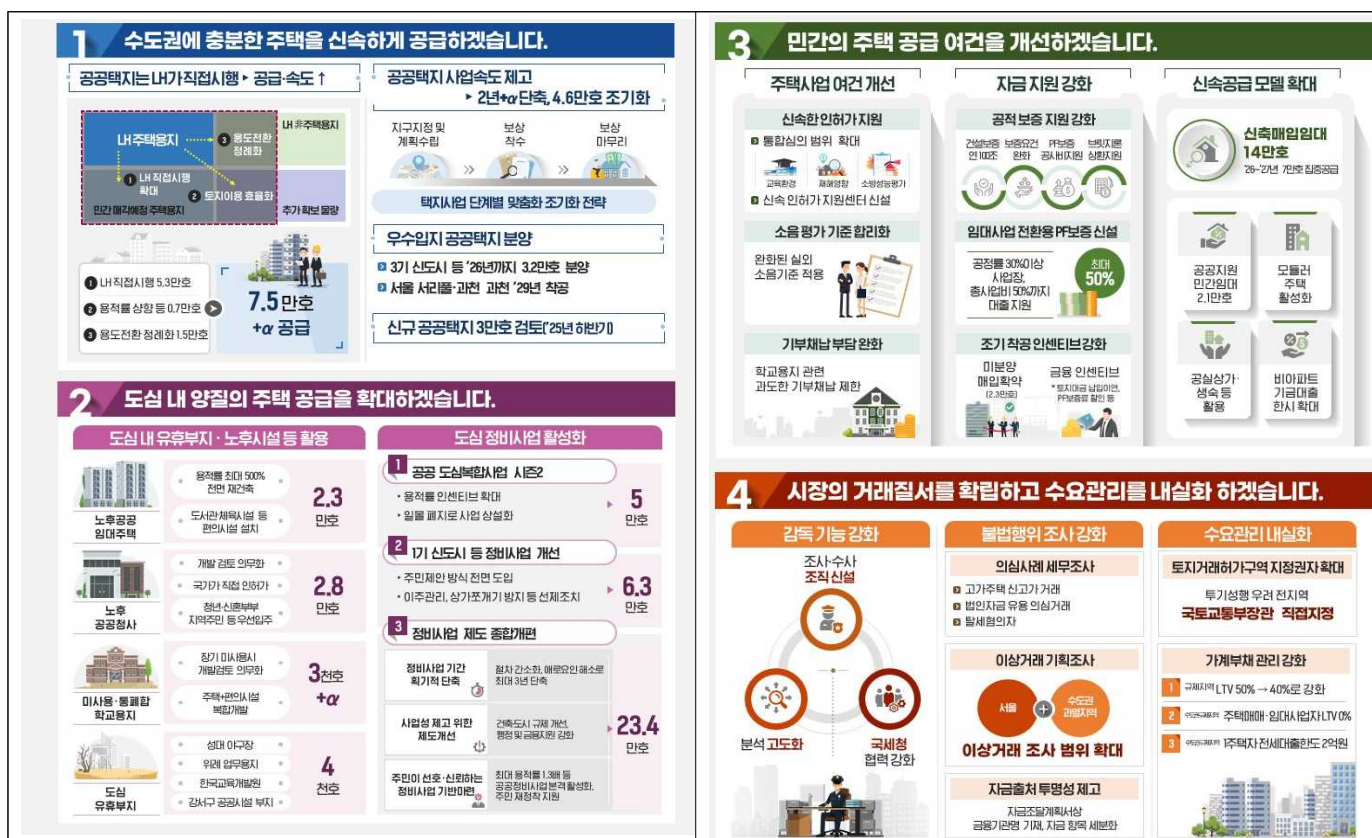 1 수도권에 충분한 주택을 신속하게 공급하겠습니다.
공공택지는 LH가 직접시행 ▸ 공급·속도 ↑
LH 주택용지
LH 非주택용지
③ 용도전환
정례화
① LH 직접시행
확대
② 토지이용 효율화
민간 매각예정 주택용지
추가 확보 물량
① LH 직접시행 5.3만호
② 용적률 상향 등 0.7만호
③ 용도전환 정례화 1.5만호
7.5만호
+α 공급
공공택지 사업속도 제고
▸ 2년+α 단축, 4.6만호 조기화
지구지정 및
계획수립
보상
착수
보상
마무리
택지사업 단계별 맞춤화 조기화 전략
우수입지 공공택지 분양
3기 신도시 등 '26년까지 3.2만호 분양
서울 서리풀·과천 과천 '29년 착공
신규 공공택지 3만호 검토('25년 하반기)
2 도심 내 양질의 주택 공급을 확대하겠습니다.
도심 내 유휴부지·노후시설 등 활용
노후공공
임대주택
용적률 최대 500%
전면 재건축
도서관·체육시설 등
편의시설 설치
2.3
만호
노후
공공청사
개발 검토 의무화
국가가 직접 인허가
청년·신혼부부
지역주민 등 우선입주
2.8
만호
미사용·통폐합
학교용지
장기 미사용시
개발검토 의무화
주택+편의시설
복합개발
3천호
+α
도심
유휴부지
성대 야구장
위례 업무용지
한국교육개발원
강서구 공공시설 부지
4
천호
도심 정비사업 활성화
1 공공 도심복합사업 시즌2
· 용적률 인센티브 확대
· 일몰 폐지로 사업 상설화
5
만호
2 1기 신도시 등 정비사업 개선
· 주민제안 방식 전면 도입
· 이주관리, 상가쪼개기 방지 등 선제조치
6.3
만호
3 정비사업 제도 종합개편
정비사업 기간
획기적 단축
절차 간소화, 애로요인 해소로
최대 3년 단축
사업성 제고 위한
제도개선
건축·도시 규제 개선,
행정 및 금융지원 강화
주민이 선호·신뢰하는
정비사업 기반마련
최대 용적률 1.3배 등
공공정비사업 본격 활성화,
주민 재정착 지원
23.4
만호
3 민간의 주택 공급 여건을 개선하겠습니다.
주택사업 여건 개선
신속한 인허가 지원
통합심의 범위 확대
교육환경
재해영향
소방성능평가
신속 인허가 지원센터 신설
소음 평가 기준 합리화
완화된 실외
소음기준 적용
기부채납 부담 완화
학교용지 관련
과도한 기부채납 제한
자금 지원 강화
공적 보증 지원 강화
건설보증
연 100조
보증요건
완화
PF보증
공사비지원
브릿지론
상환지원
임대사업 전환용 PF보증 신설
공정률 30%이상
사업장,
총사업비 50%까지
대출 지원
최대
50%
조기 착공 인센티브 강화
미분양
매입확약
(2.3만호)
금융 인센티브
* 토지대금 납입이연,
PF보증료 할인 등
신속공급 모델 확대
신축매입임대
14만호
'26~'27년 7만호 집중공급
공공지원
민간임대
2.1만호
모듈러
주택
활성화
공실상가·
생숙 등
활용
비아파트
기금대출
한시 확대
4 시장의 거래질서를 확립하고 수요관리를 내실화 하겠습니다.
감독 기능 강화
조사·수사
조직 신설
분석 고도화
국세청
협력 강화
불법행위 조사 강화
의심사례 세무조사
고가주택 신고가 거래
법인자금 유용 의심거래
탈세혐의자
이상거래 기획조사
서울
수도권
과열지역
이상거래 조사 범위 확대
자금출처 투명성 제고
자금조달계획서상
금융기관명 기재, 자금 항목 세분화
수요관리 내실화
토지거래허가구역 지정권자 확대
투기성행 우려 전지역
국토교통부장관 직접지정
가계부채 관리 강화
1 규제지역 LTV 50% → 40%로 강화
2 수도권·규제지역 주택매매·임대사업자 LTV 0%
3 수도권·규제지역 1주택자 전세대출한도 2억원